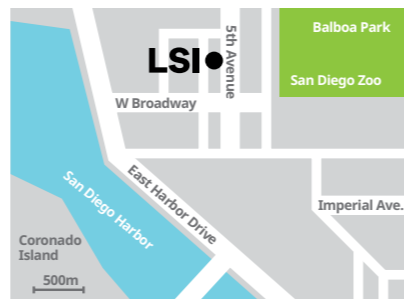 Balboa Park
5th Avenue
LSI
San Diego Zoo
W Broadway
East Harbor Drive
San Diego Harbor
Imperial Ave.
Coronado
Island
500m